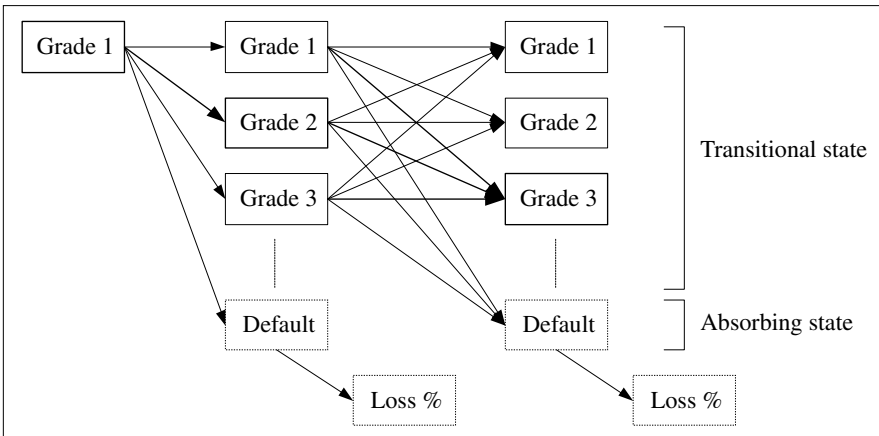 Grade 1
Grade 1
Grade 1
Grade 2
Grade 2
Transitional state
Grade 3
Grade 3
Default
Default
Absorbing state
Loss %
Loss %